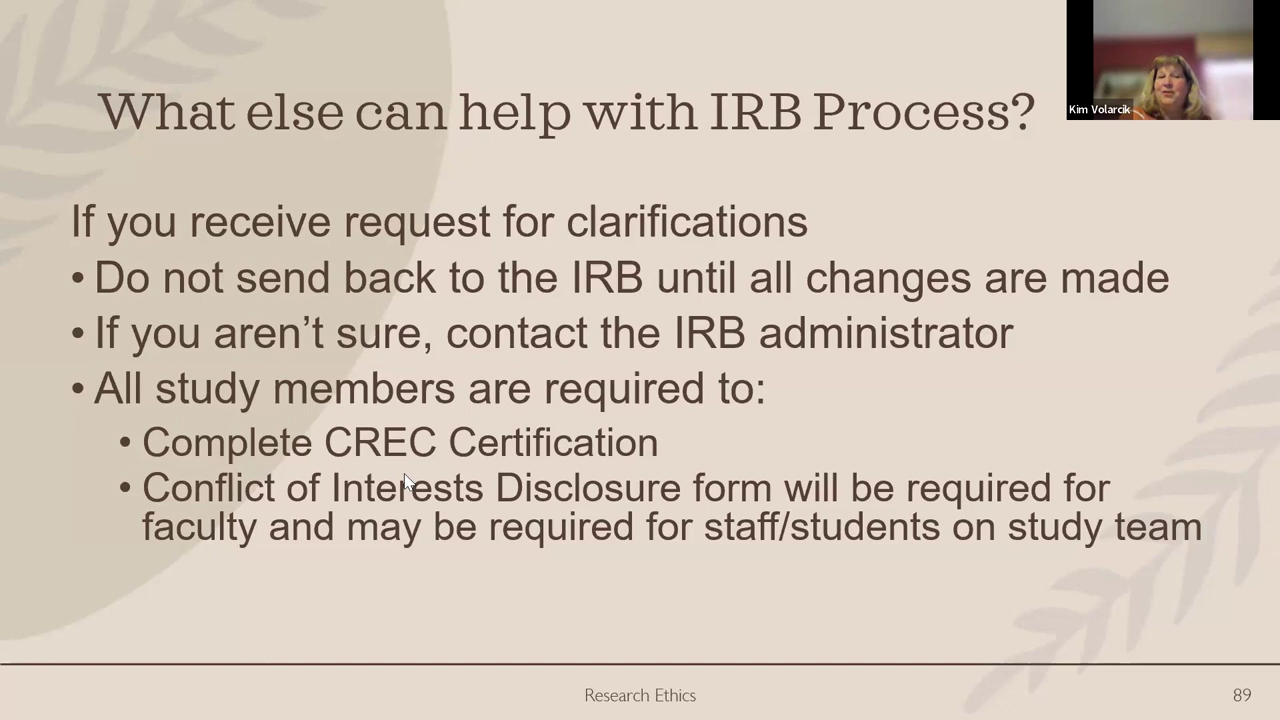 What else can help with IRB Process?
Kim Volarcik
If you receive request for clarifications
• Do not send back to the IRB until all changes are made
• If you aren’t sure, contact the IRB administrator
• All study members are required to:
• Complete CREC Certification
• Conflict of Interests Disclosure form will be required for
faculty and may be required for staff/students on study team
Research Ethics
89